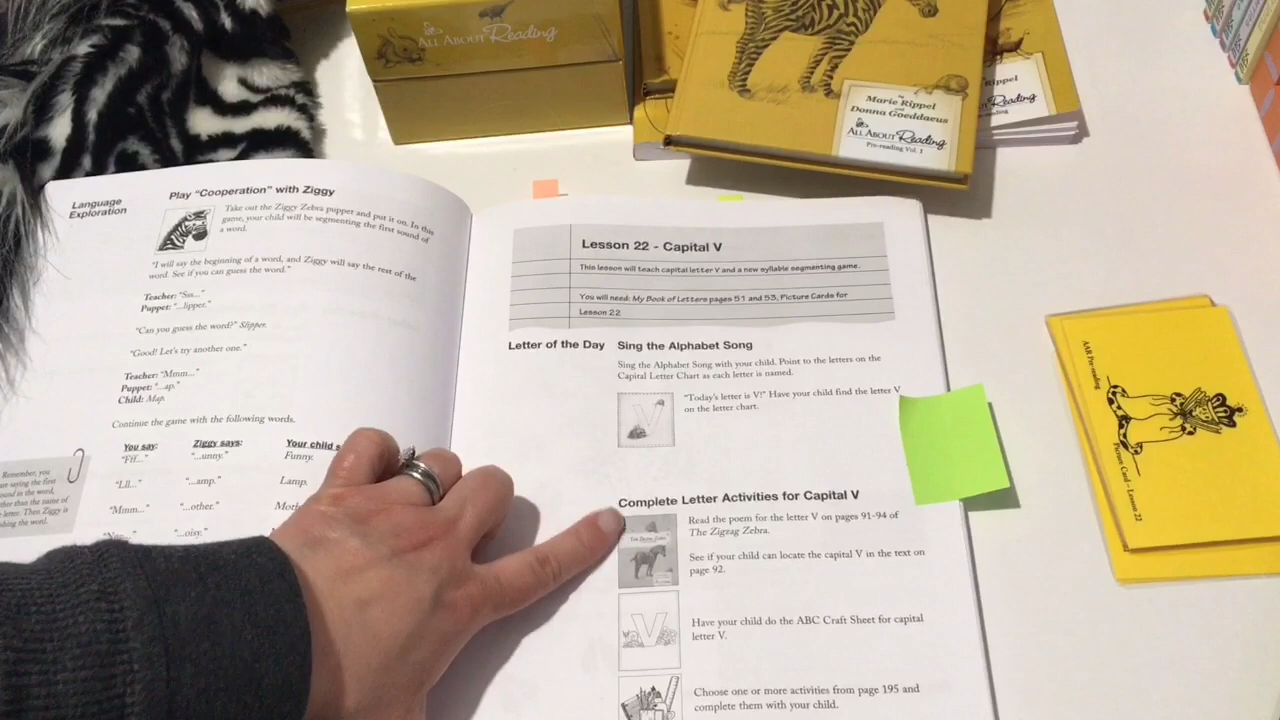 All About Reading
Marie Rippel
Donna Goeddaeus
All About Reading
Pre-reading Vol. 1
Rippel
Reading
Language
Exploration
Play "Cooperation" with Ziggy
Take out the Ziggy Zebra puppet and put it on. In this
game, your child will be segmenting the first sound of
a word.
"I will say the beginning of a word, and Ziggy will say the rest of the
word. See if you can guess the word."
Teacher: "Sss..."
Puppet: "...lipper."
"Can you guess the word?" Slipper.
"Good! Let's try another one."
Teacher: "Mmm..."
Puppet: "...ap."
Child: Map.
Continue the game with the following words.
You say: Ziggy says: Your child s
"Fff..." "...unny." Funny.
"Lll..." "...amp. Lamp.
"Mmm..." "...other."
"...oisy."
Remember, you
are saying the first
sound in the word,
rather than the name of
the letter. Then Ziggy is
the word.
Lesson 22 - Capital V
This lesson will teach capital letter V and a new syllable segmenting game.
You will need: My Book of Letters pages 51 and 53, Picture Cards for
Lesson 22
Letter of the Day
Sing the Alphabet Song
Sing the Alphabet Song with your child. Point to the letters on the
Capital Letter Chart as each letter is named.
V
"Today's letter is V!" Have your child find the letter V
on the letter chart.
Complete Letter Activities for Capital V
Read the poem for the letter V on pages 91-94 of
The Zigzag Zebra.
See if your child can locate the capital V in the text on
page 92.
V
Have your child do the ABC Craft Sheet for capital
letter V.
Choose one or more activities from page 195 and
complete them with your child.
AAR Pre-reading
Picture Card - Lesson 22